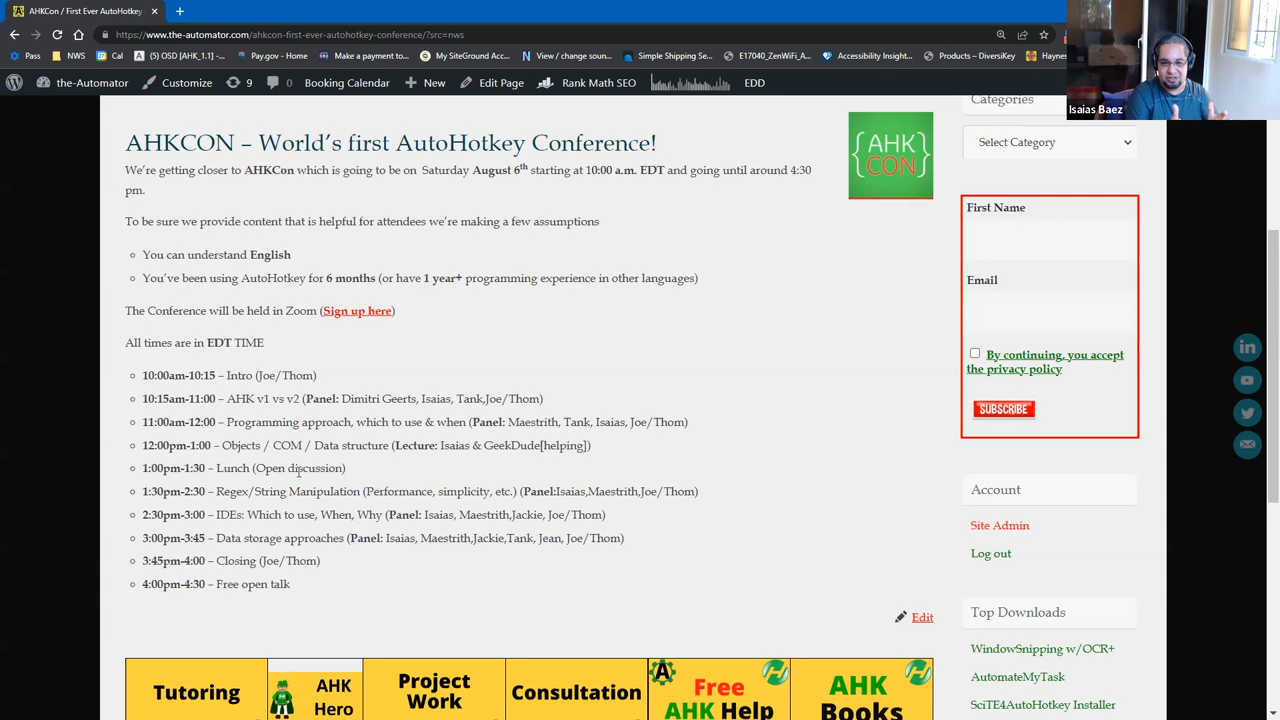 AHKCon / First Ever AutoHotkey
https://www.the-automator.com/ahkcon-first-ever-autohotkey-conference/?src=nws
Pass
Cal
(5) OSD [AHK_1.1] ...
My WS
Pay.gov - Home
Make a payment to...
My SiteGround Acc...
View / change soun...
Simple Shipping Se...
E17040_ZenWiFi_A...
Accessibility Insight...
Products – DiversiKey
Hayne
the-Automator
Customize
9
0
Booking Calendar
New
Edit Page
Rank Math SEO
EDD
Isaias Baez
AHKCON – World's first AutoHotkey Conference!
We're getting closer to AHKCon which is going to be on Saturday August 6th starting at 10:00 a.m. EDT and going until around 4:30
pm.
To be sure we provide content that is helpful for attendees we're making a few assumptions
You can understand English
You've been using AutoHotkey for 6 months (or have 1 year+ programming experience in other languages)
The Conference will be held in Zoom (Sign up here)
All times are in EDT TIME
10:00am-10:15 – Intro (Joe/Thom)
10:15am-11:00 – AHK v1 vs v2 (Panel: Dimitri Geerts, Isaias, Tank,Joe/Thom)
11:00am-12:00 – Programming approach, which to use & when (Panel: Maestrith, Tank, Isaias, Joe/Thom)
12:00pm-1:00 – Objects / COM / Data structure (Lecture: Isaias & GeekDude[helping])
1:00pm-1:30 – Lunch (Open discussion)
1:30pm-2:30 – Regex/String Manipulation (Performance, simplicity, etc.) (Panel:Isaias,Maestrith,Joe/Thom)
2:30pm-3:00 – IDEs: Which to use, When, Why (Panel: Isaias, Maestrith,Jackie, Joe/Thom)
3:00pm-3:45 – Data storage approaches (Panel: Isaias, Maestrith,Jackie,Tank, Jean, Joe/Thom)
3:45pm-4:00 – Closing (Joe/Thom)
4:00pm-4:30 – Free open talk
Edit
{AHK
CON}
Categories
Select Category
First Name
Email
By continuing, you accept
the privacy policy
SUBSCRIBE
Account
Site Admin
Log out
Top Downloads
WindowSnipping w/OCR+
AutomateMyTask
SciTE4AutoHotkey Installer
Tutoring
AHK
Hero
Project
Work
Consultation
A
H
Free
AHK Help
H
AHK
Books